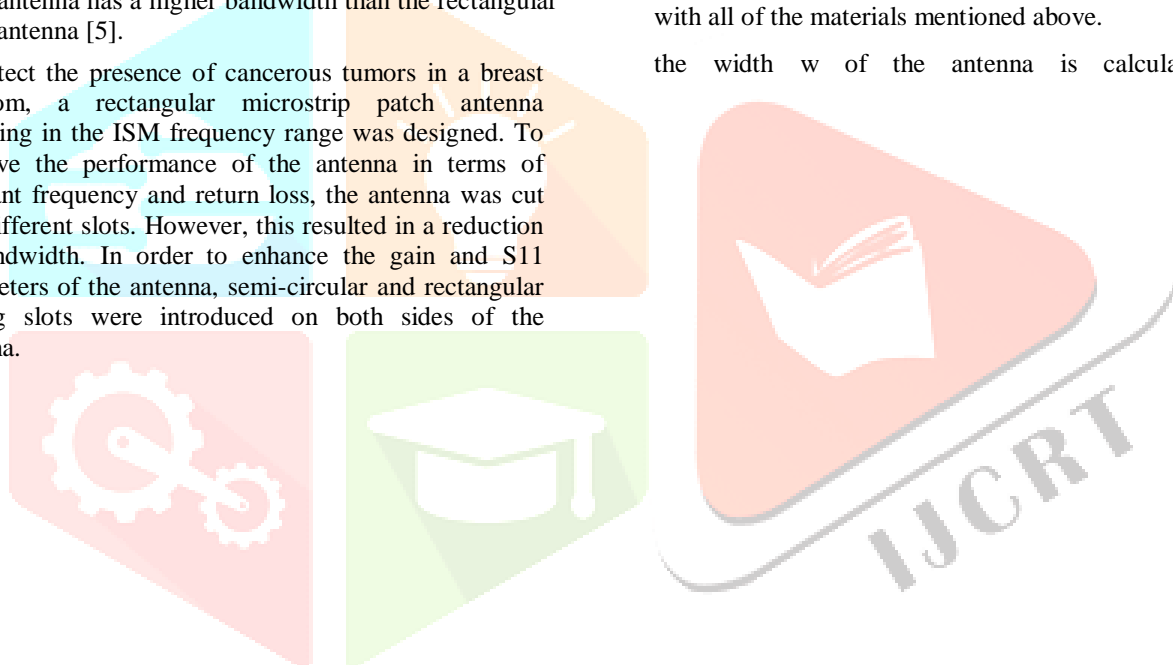 antenna has a higher bandwidth than the rectangular
antenna [5].
tect the presence of cancerous tumors in a breast
om, a rectangular microstrip patch antenna
ing in the ISM frequency range was designed. To
ve the performance of the antenna in terms of
ant frequency and return loss, the antenna was cut
ifferent slots. However, this resulted in a reduction
ndwidth. In order to enhance the gain and S11
eters of the antenna, semi-circular and rectangular
g slots were introduced on both sides of the
na.
with all of the materials mentioned above.
the width w of the antenna is calcula
IJCRT